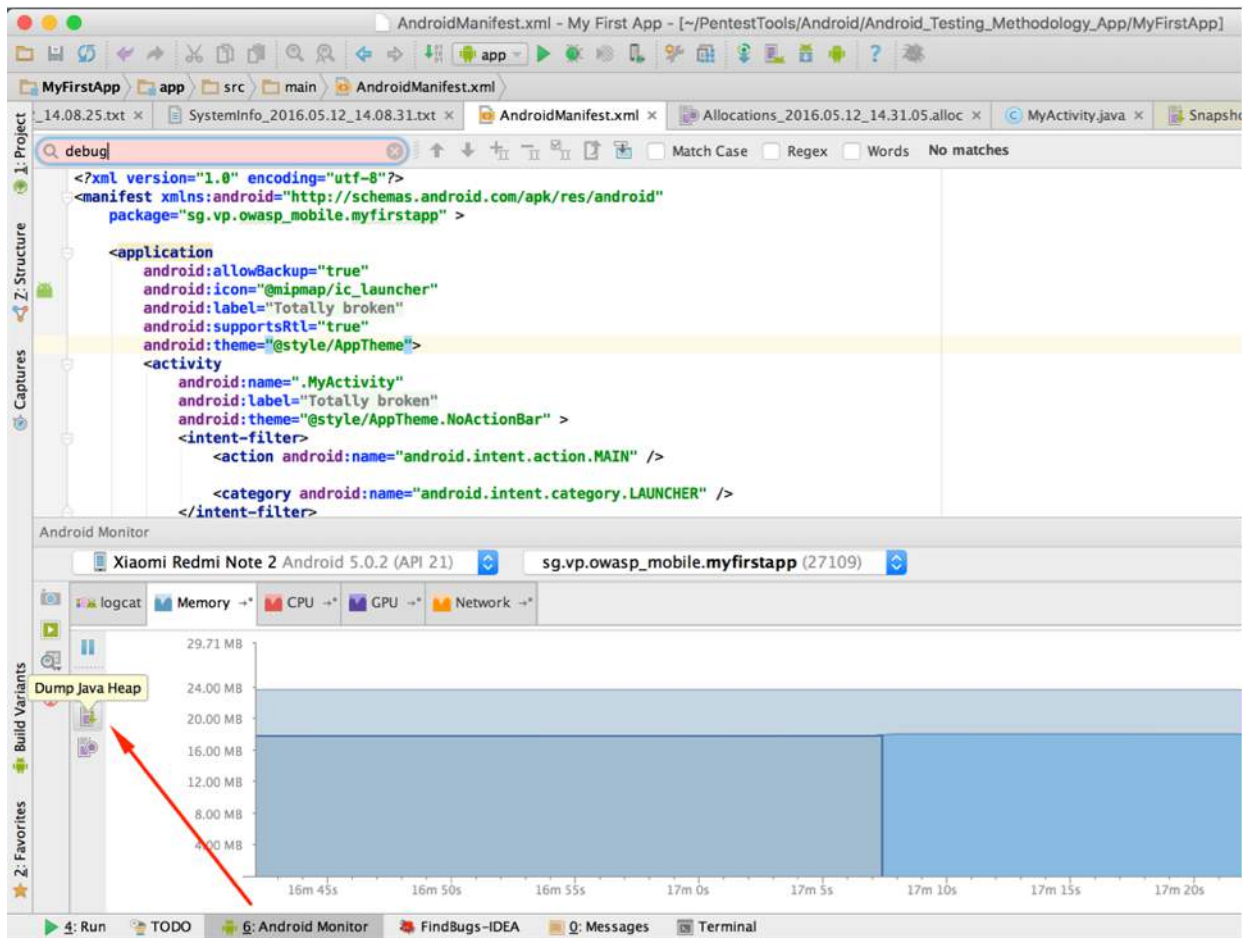 AndroidManifest.xml - My First App - [~/PentestTools/Android/Android_Testing_Methodology_App/MyFirstApp]
app
MyFirstApp app src main AndroidManifest.xml
_14.08.25.txt SystemInfo_2016.05.12_14.08.31.txt AndroidManifest.xml Allocations_2016.05.12_14.31.05.alloc MyActivity.java Snapsho
debug Match Case Regex Words No matches
<?xml version="1.0" encoding="utf-8"?>
<manifest xmlns:android="http://schemas.android.com/apk/res/android"
package="sg.vp.owasp_mobile.myfirstapp" >
<application
android:allowBackup="true"
android:icon="@mipmap/ic_launcher"
android:label="Totally broken"
android:supportsRtl="true"
android:theme="@style/AppTheme">
<activity
android:name=".MyActivity"
android:label="Totally broken"
android:theme="@style/AppTheme.NoActionBar" >
<intent-filter>
<action android:name="android.intent.action.MAIN" />
<category android:name="android.intent.category.LAUNCHER" />
</intent-filter>
1: Project
Z: Structure
Captures
Build Variants
2: Favorites
Android Monitor
Xiaomi Redmi Note 2 Android 5.0.2 (API 21) sg.vp.owasp_mobile.myfirstapp (27109)
logcat Memory CPU GPU Network
Dump Java Heap
29.71 MB
24.00 MB
20.00 MB
16.00 MB
12.00 MB
8.00 MB
4.00 MB
16m 45s 16m 50s 16m 55s 17m 0s 17m 5s 17m 10s 17m 15s 17m 20s
4: Run TODO 6: Android Monitor FindBugs-IDEA 0: Messages Terminal